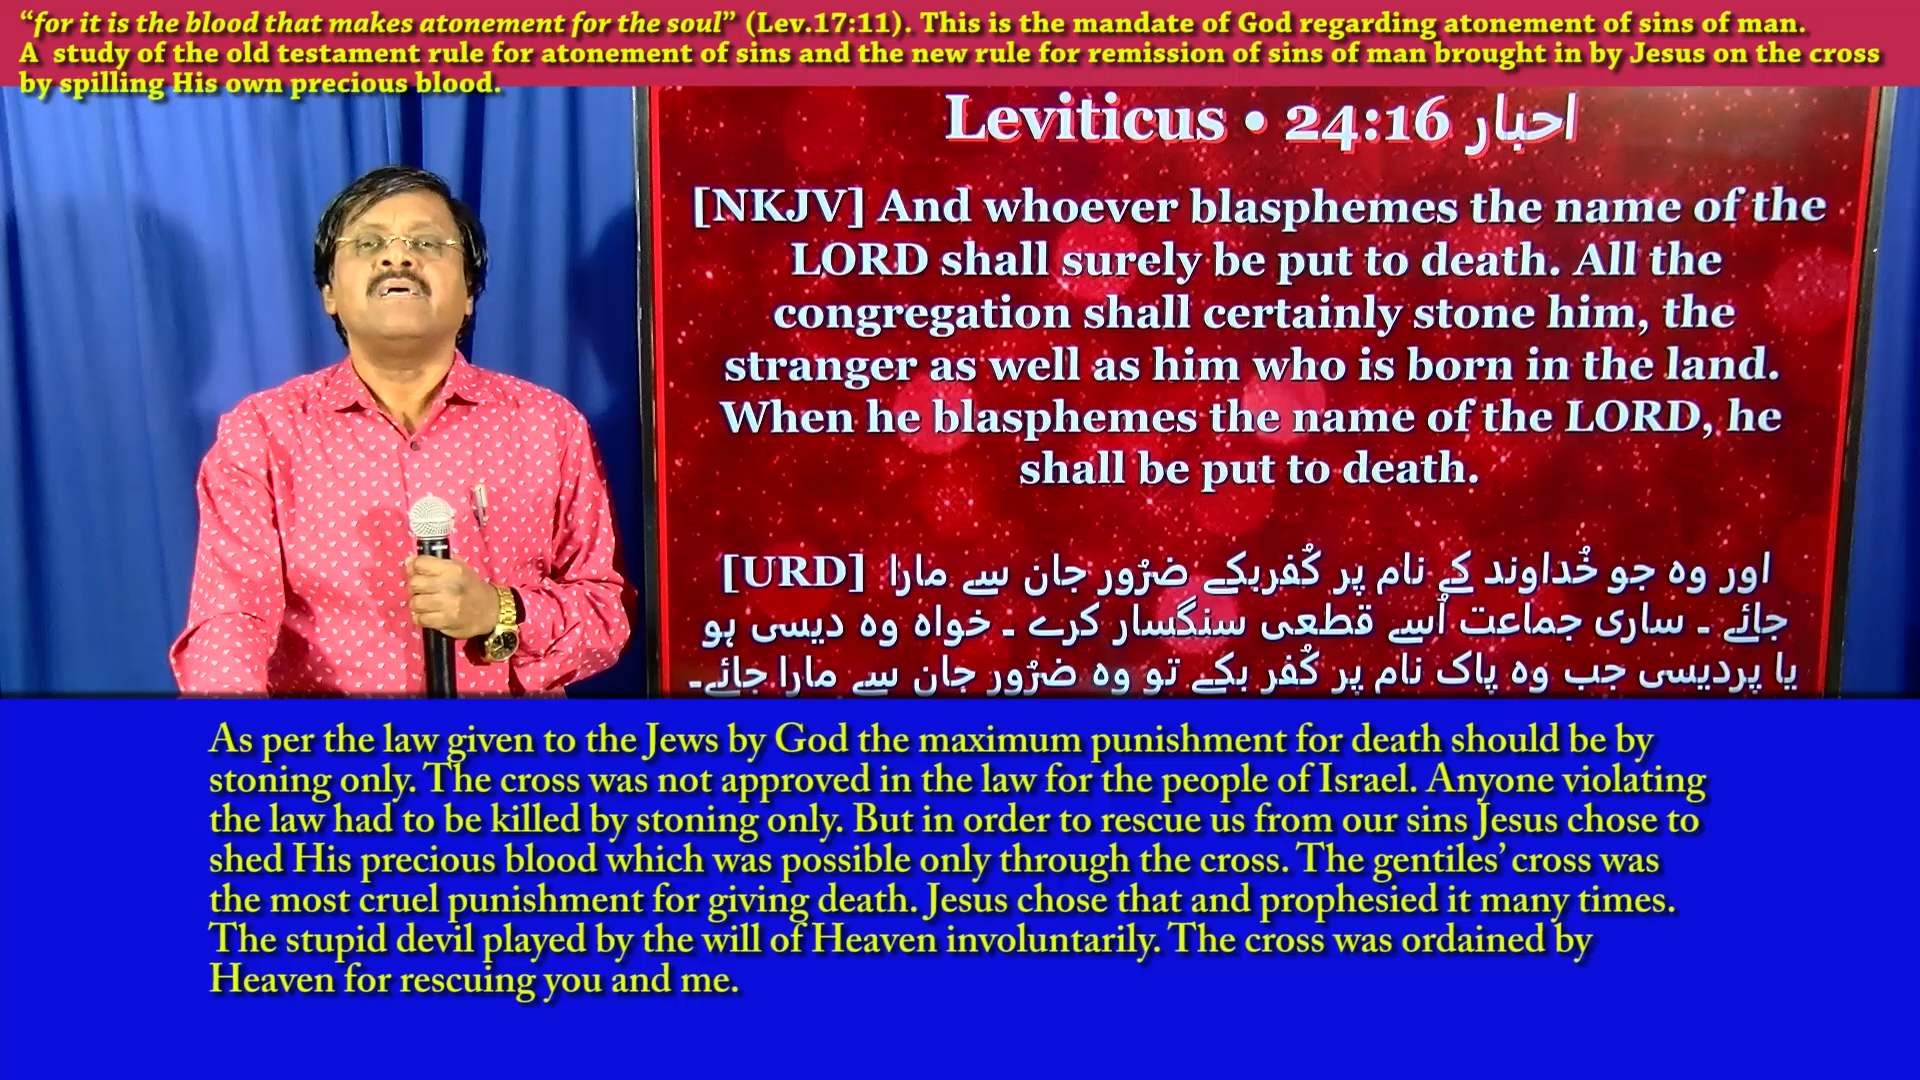 “for it is the blood that makes atonement for the soul” (Lev.17:11). This is the mandate of God regarding atonement of sins of man.
A study of the old testament rule for atonement of sins and the new rule for remission of sins of man brought in by Jesus on the cross
by spilling His own precious blood.
Leviticus • 24:16 احبار
[NKJV] And whoever blasphemes the name of the
LORD shall surely be put to death. All the
congregation shall certainly stone him, the
stranger as well as him who is born in the land.
When he blasphemes the name of the LORD, he
shall be put to death.
[URD] اور وہ جو خُداوند کے نام پر کُفربکے ضرُور جان سے مارا
جائے ۔ ساری جماعت اُسے قطعی سنگسار کرے ۔ خواہ وہ دیسی ہو
یا پردیسی جب وہ پاک نام پر کُفر بکے تو وہ ضرُور جان سے مارا جائے۔
As per the law given to the Jews by God the maximum punishment for death should be by
stoning only. The cross was not approved in the law for the people of Israel. Anyone violating
the law had to be killed by stoning only. But in order to rescue us from our sins Jesus chose to
shed His precious blood which was possible only through the cross. The gentiles’ cross was
the most cruel punishment for giving death. Jesus chose that and prophesied it many times.
The stupid devil played by the will of Heaven involuntarily. The cross was ordained by
Heaven for rescuing you and me.